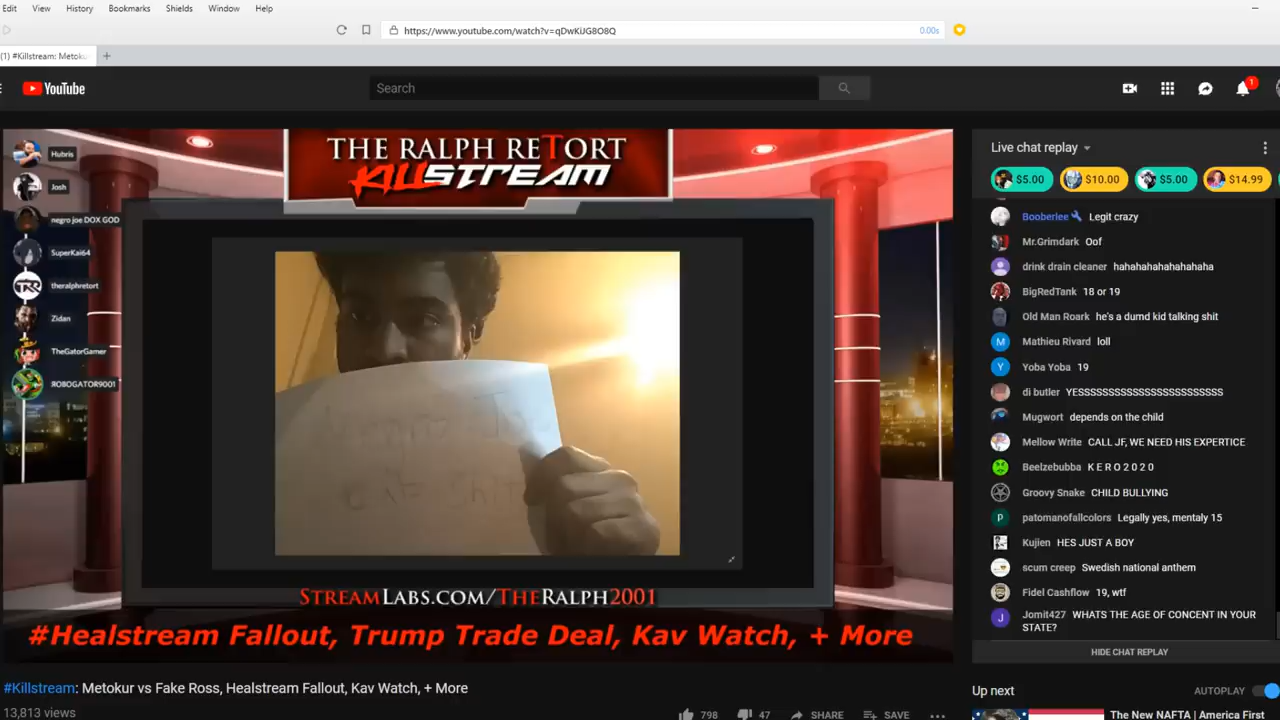 Edit View History Bookmarks Shields Window Help
https://www.youtube.com/watch?v=qDwKiJG8O8Q
0.00s
(1) #Killstream: Metok
YouTube
Search
1
THE RALPH RETORT
KILLSTREAM
Hubris
Josh
negro joe DOX GOD
SuperKai64
theralphretort
Zidan
TheGatorGamer
ЯOBOGATOR9001
STREAMLABS.COM/THERALPH2001
#Healstream Fallout, Trump Trade Deal, Kav Watch, + More
#Killstream: Metokur vs Fake Ross, Healstream Fallout, Kav Watch, + More
13,813 views
798 47 SHARE SAVE
Live chat replay
$5.00 $10.00 $5.00 $14.99
Booberlee Legit crazy
Mr.Grimdark Oof
drink drain cleaner hahahahahahahaha
BigRedTank 18 or 19
Old Man Roark he's a dumd kid talking shit
Mathieu Rivard loll
Yoba Yoba 19
di butler YESSSSSSSSSSSSSSSSSSSSSSSS
Mugwort depends on the child
Mellow Write CALL JF, WE NEED HIS EXPERTICE
Beelzebubba K E R O 2 0 2 0
Groovy Snake CHILD BULLYING
patomanofallcolors Legally yes, mentaly 15
Kujien HES JUST A BOY
scum creep Swedish national anthem
Fidel Cashflow 19, wtf
Jomit427 WHATS THE AGE OF CONCENT IN YOUR
STATE?
HIDE CHAT REPLAY
Up next
AUTOPLAY
The New NAFTA | America First